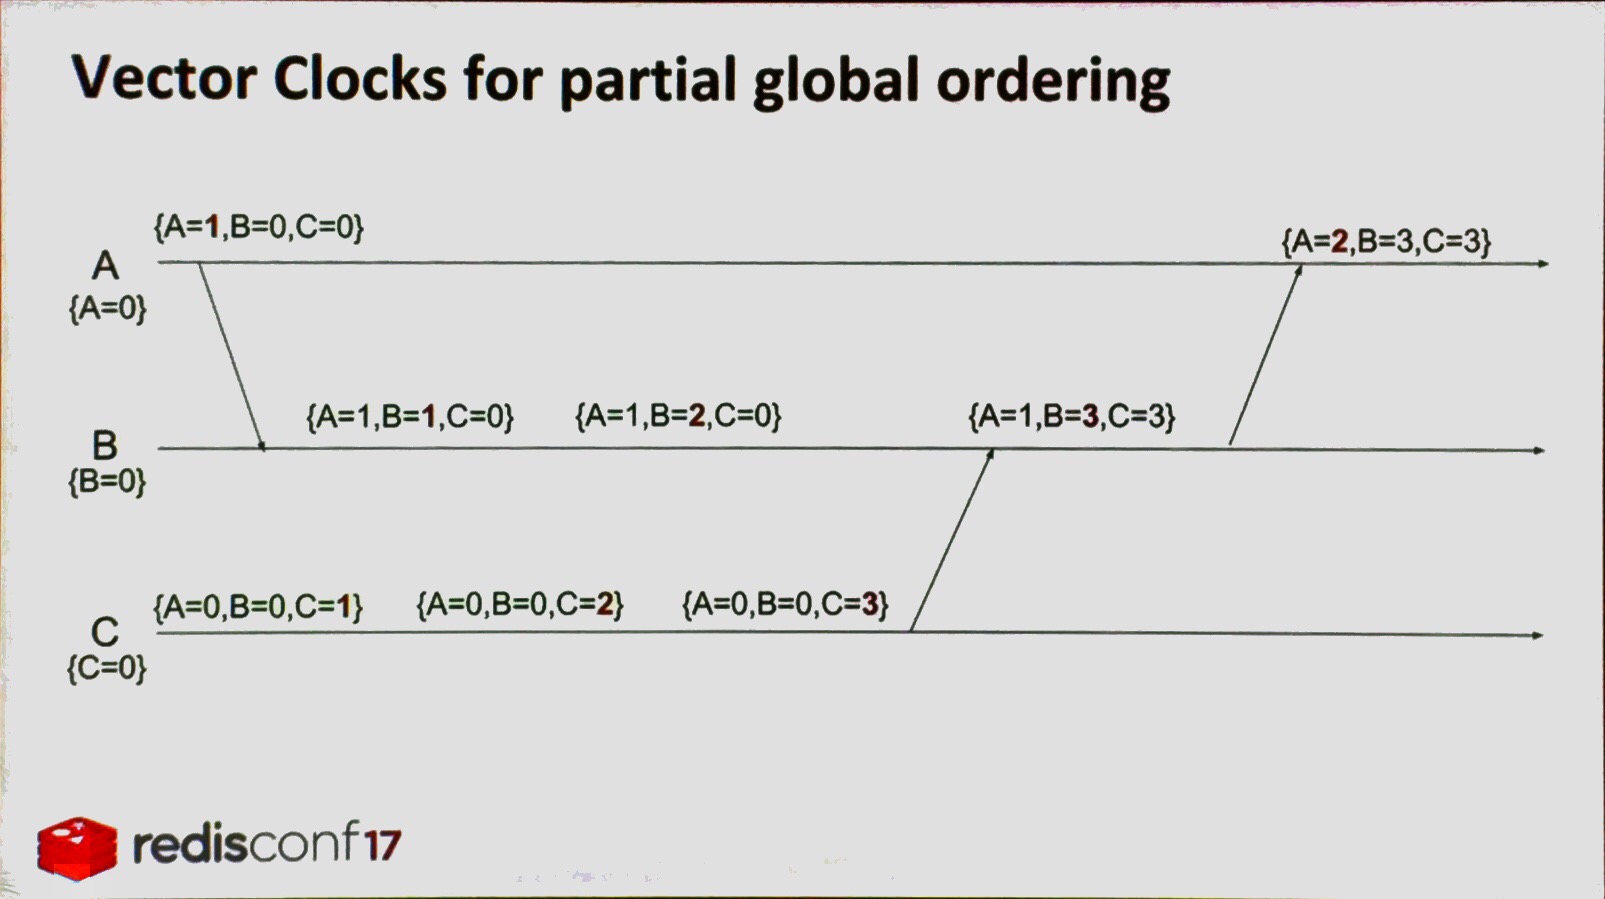 Vector Clocks for partial global ordering
{A=1,B=0,C=0}
{A=2,B=3,C=3}
A
{A=0}
{A=1,B=1,C=0} {A=1,B=2,C=0} {A=1,B=3,C=3}
B
{B=0}
{A=0,B=0,C=1} {A=0,B=0,C=2} {A=0,B=0,C=3}
C
{C=0}
redisconf17